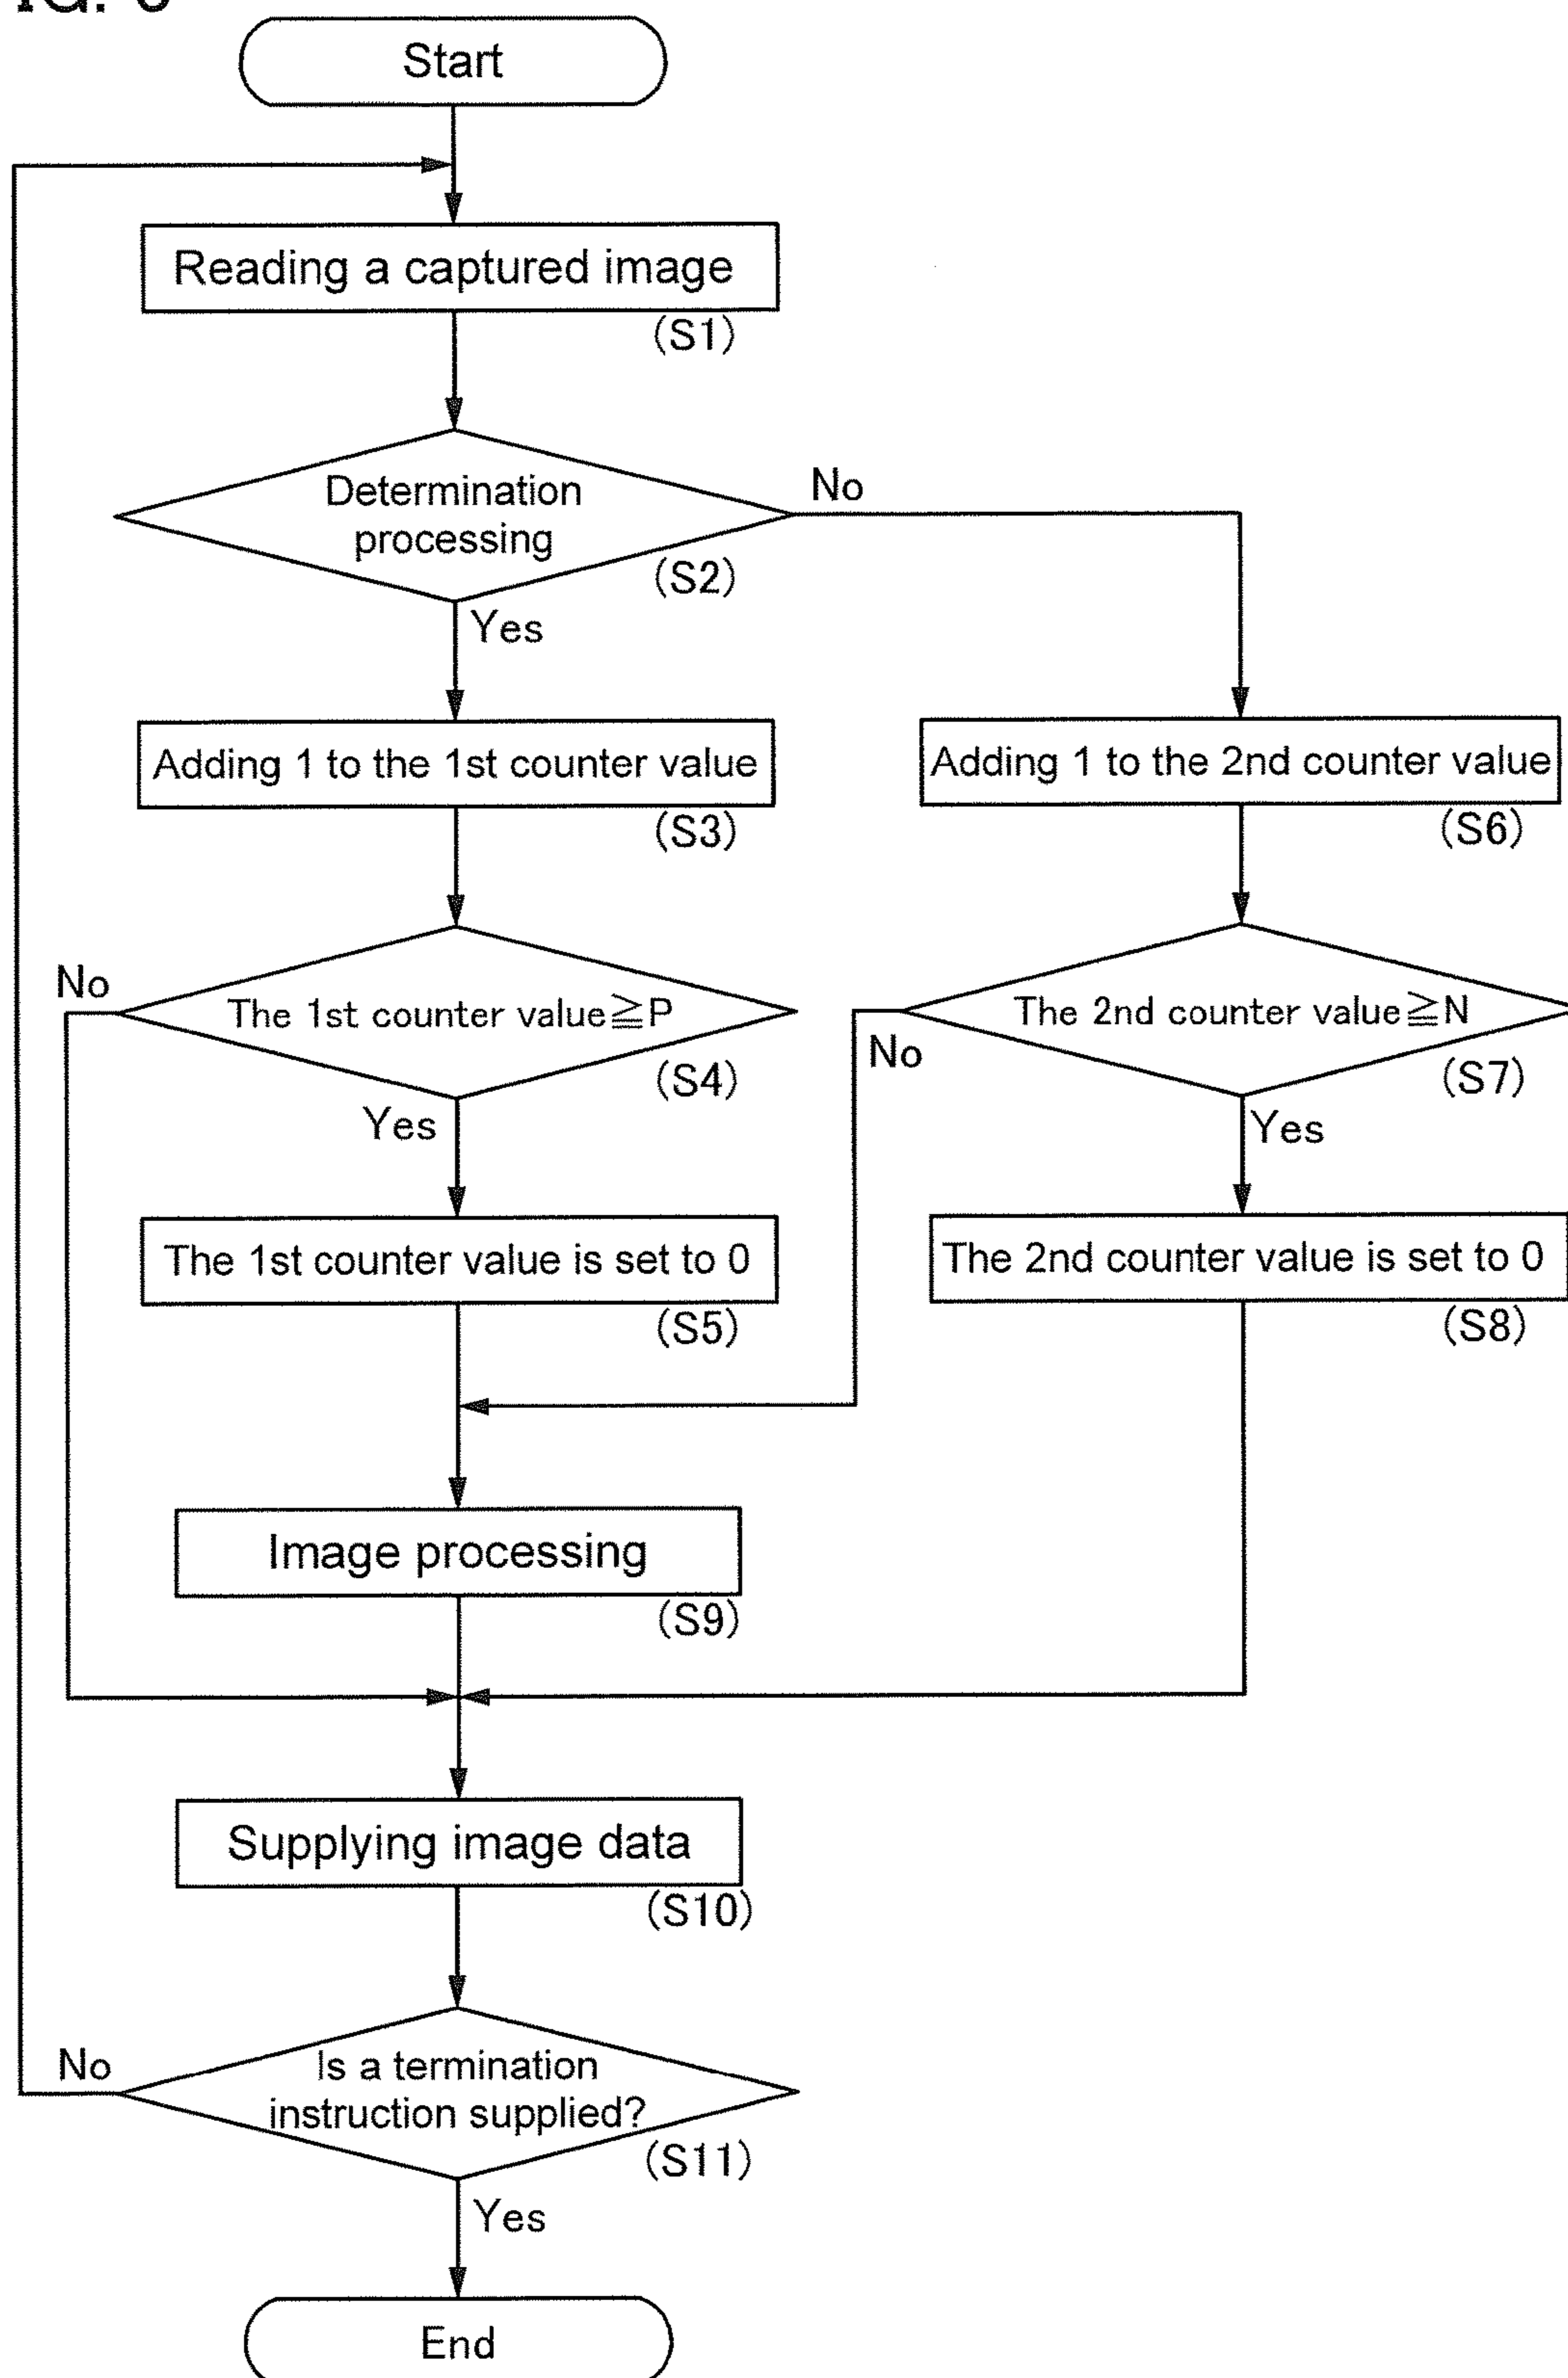 Start
Reading a captured image
(S1)
Determination
processing
(S2)
No
Yes
Adding 1 to the 1st counter value
(S3)
Adding 1 to the 2nd counter value
(S6)
No
The 1st counter value≧P
(S4)
Yes
The 2nd counter value≧N
(S7)
No
Yes
The 1st counter value is set to 0
(S5)
The 2nd counter value is set to 0
(S8)
Image processing
(S9)
Supplying image data
(S10)
No
Is a termination
instruction supplied?
(S11)
Yes
End